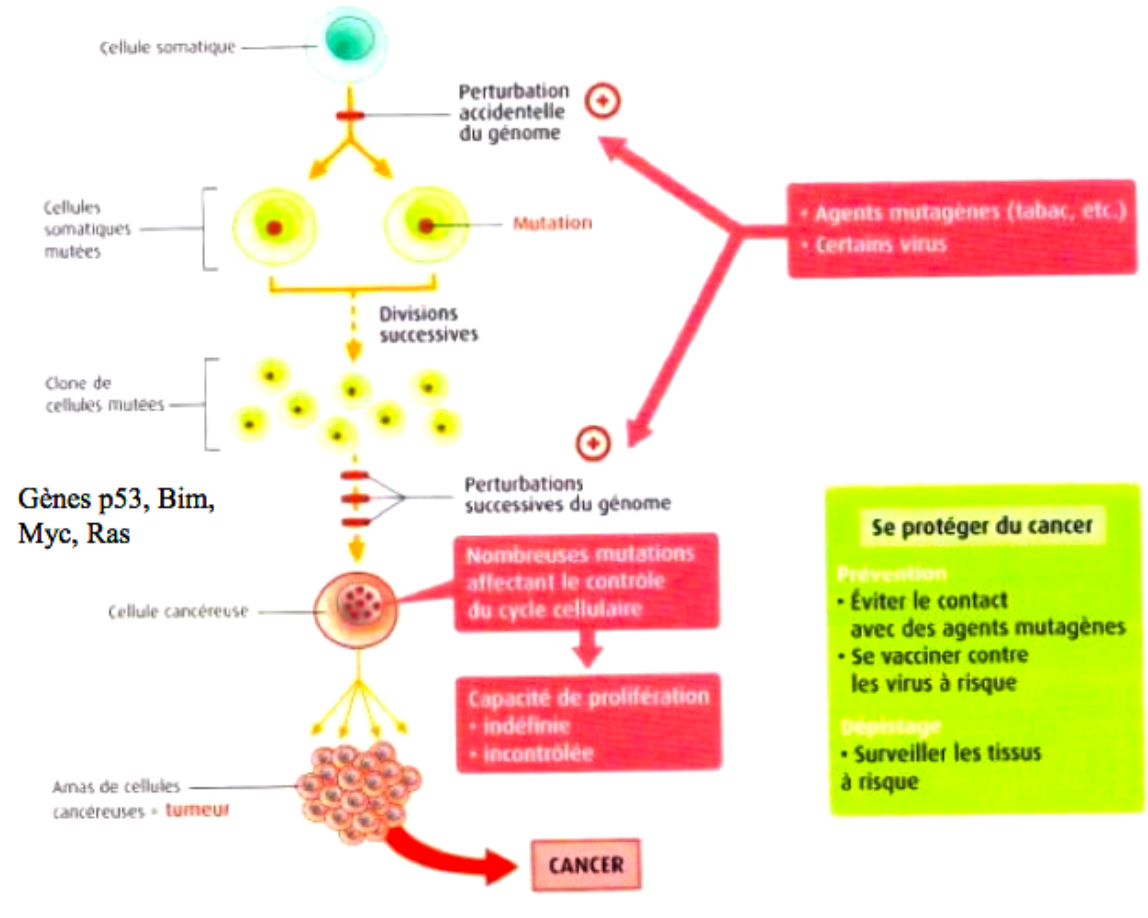 Cellule somatique
Perturbation
accidentelle
du génome
Cellules
somatiques
mutées
Mutation
• Agents mutagènes (tabac, etc.)
• Certains virus
Divisions
successives
Clone de
cellules mutées
Gènes p53, Bim,
Myc, Ras
Perturbations
successives du génome
Nombreuses mutations
affectant le contrôle
du cycle cellulaire
Cellule cancéreuse
Capacité de prolifération
• indéfinie
• incontrôlée
Amas de cellules
cancéreuses = tumeur
CANCER
Se protéger du cancer
Prévention
• Éviter le contact
avec des agents mutagènes
• Se vacciner contre
les virus à risque
Dépistage
• Surveiller les tissus
à risque